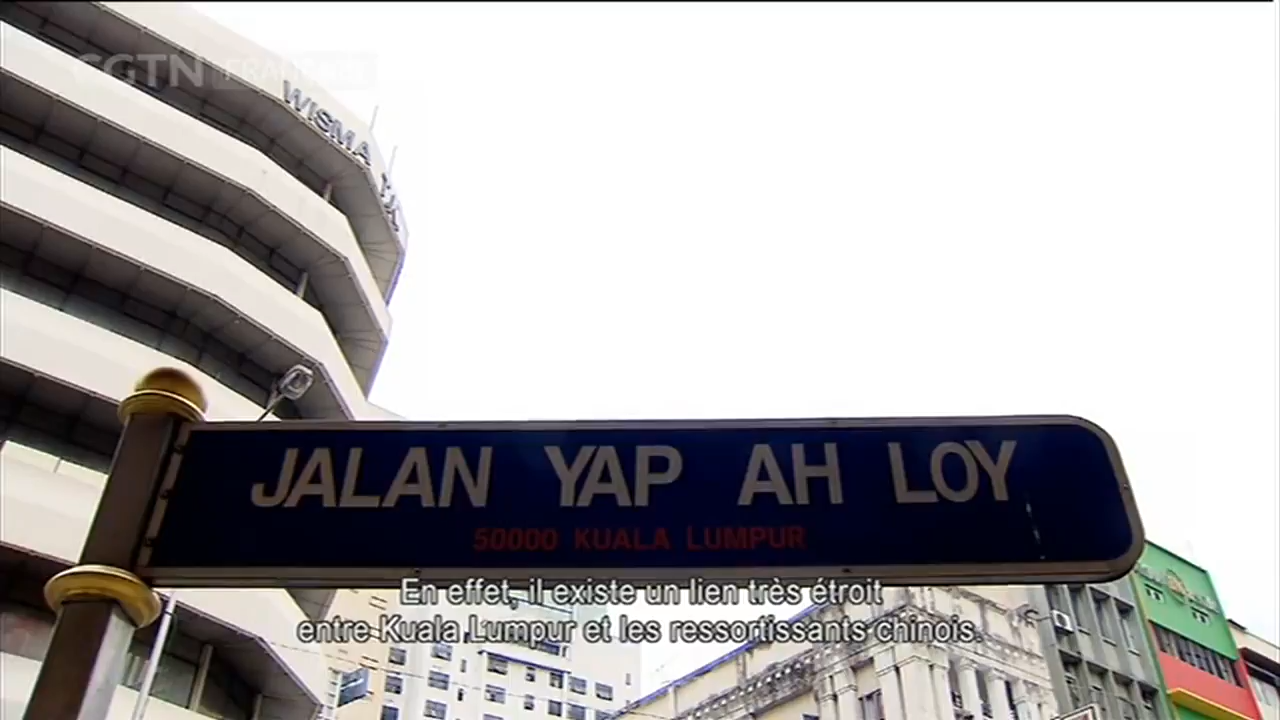 CGTN FRANÇAIS
WISMA
JALAN YAP AH LOY
50000 KUALA LUMPUR
En effet, il existe un lien très étroit
entre Kuala Lumpur et les ressortissants chinois.